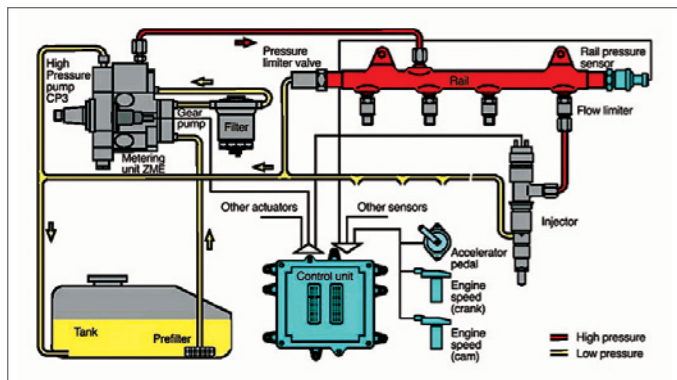 High
Pressure
pump
CP3
Pressure
limiter valve
Rail pressure
sensor
Rail
Gear
pump
Filter
Flow limiter
Metering
unit ZME
Injector
Other actuators
Other sensors
Control unit
Accelerator
pedal
Engine
speed
(crank)
Engine
speed
(cam)
Tank
Prefilter
High pressure
Low pressure